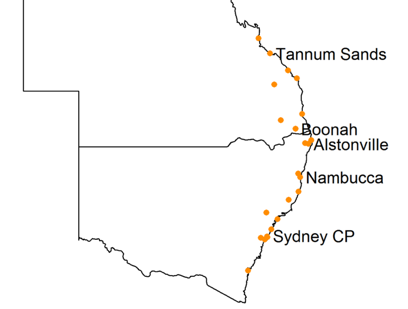 Tannum Sands
Boonah
Alstonville
Nambucca
Sydney CP